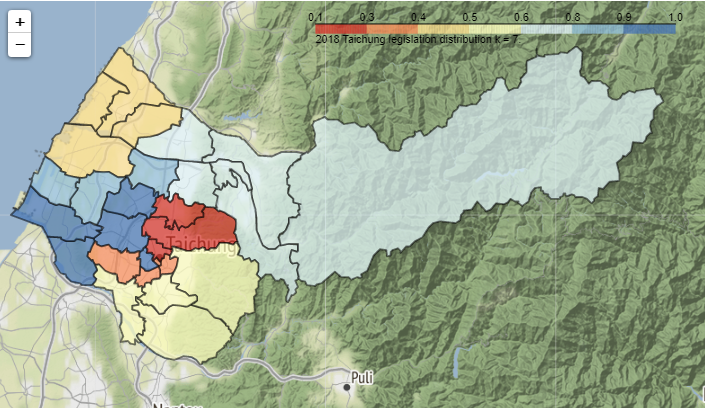 +
−
0.1 0.3 0.4 0.5 0.6 0.8 0.9 1.0
2018 Taichung legislation distribution k = 7
Taichung
Puli
Nantou